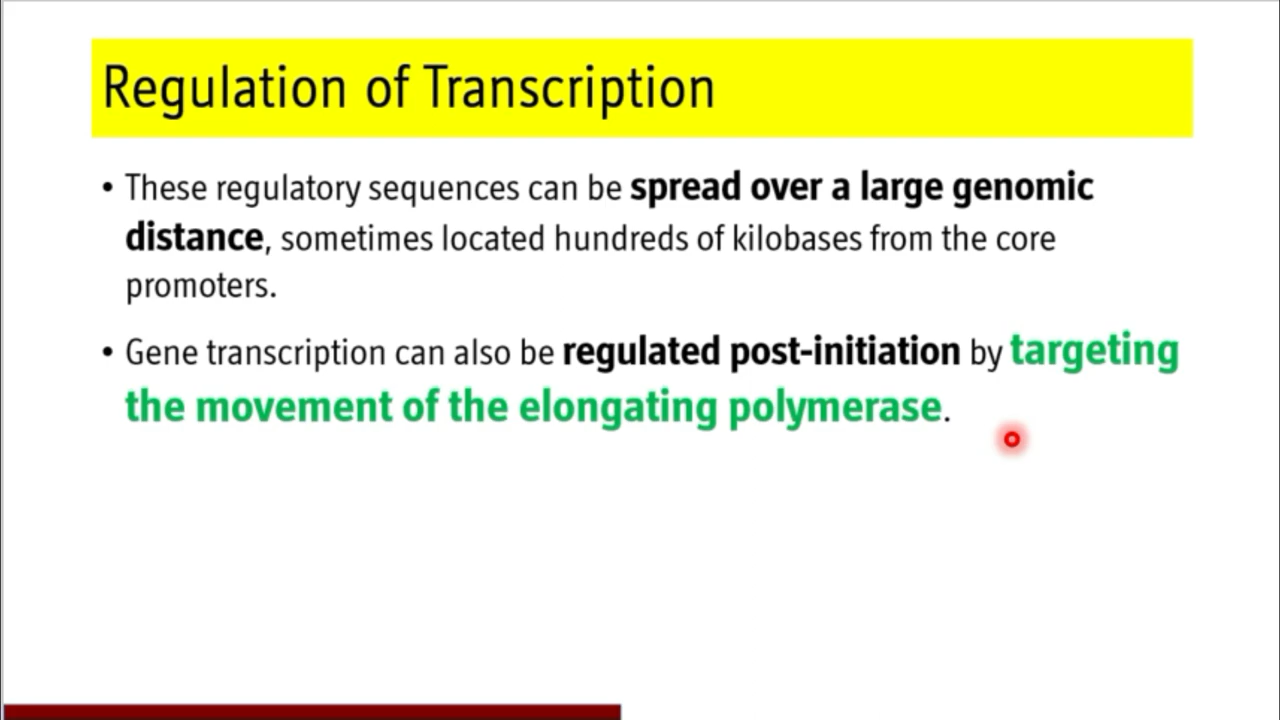 Regulation of Transcription
• These regulatory sequences can be spread over a large genomic
distance, sometimes located hundreds of kilobases from the core
promoters.
• Gene transcription can also be regulated post-initiation by targeting
the movement of the elongating polymerase.